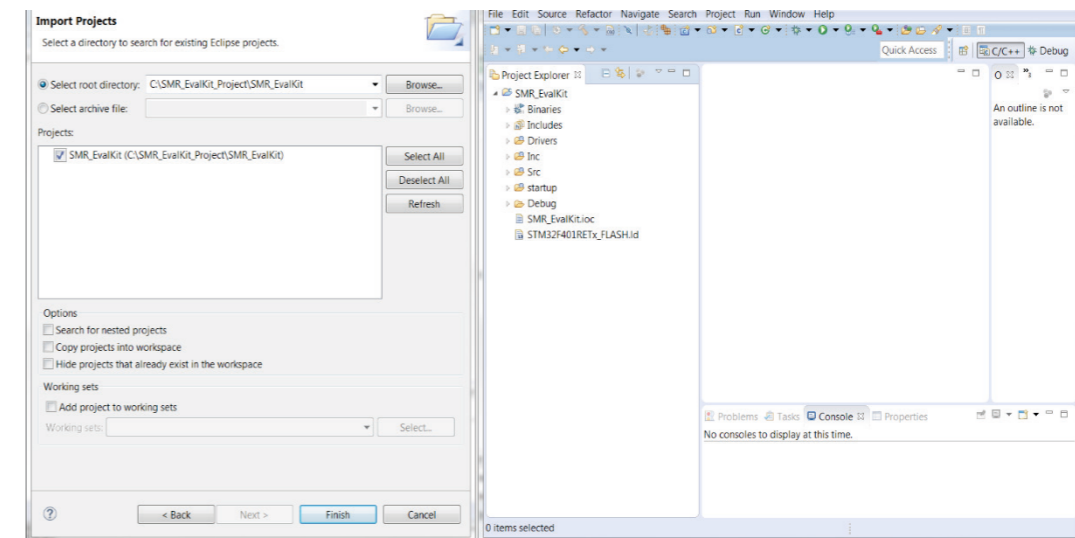 Import Projects
Select a directory to search for existing Eclipse projects.
Select root directory: C:\SMR_EvalKit_Project\SMR_EvalKit Browse...
Select archive file: Browse...
Projects:
SMR_EvalKit (C:\SMR_EvalKit_Project\SMR_EvalKit) Select All
Deselect All
Refresh
Options
Search for nested projects
Copy projects into workspace
Hide projects that already exist in the workspace
Working sets
Add project to working sets
Working sets: Select...
? < Back Next > Finish Cancel
File Edit Source Refactor Navigate Search Project Run Window Help
Quick Access C/C++ Debug
Project Explorer
SMR_EvalKit
Binaries
Includes
Drivers
Inc
Src
startup
Debug
SMR_EvalKit.ioc
STM32F401RETx_FLASH.ld
O
An outline is not
available.
Problems Tasks Console Properties
No consoles to display at this time.
0 items selected